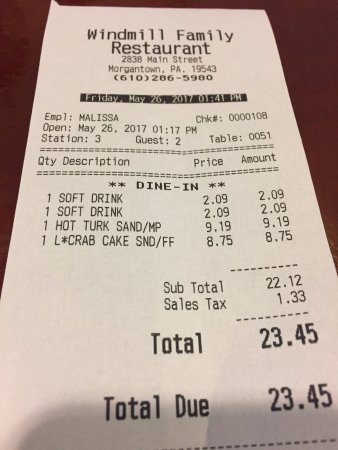 Windmill Family
Restaurant
2838 Main Street
Morgantown, PA. 19543
(610)286-5980
Friday, May 26, 2017 01:41 PM
Empl: MALISSA Chk#: 0000108
Open: May 26, 2017 01:17 PM
Station: 3 Guest: 2 Table: 0051
================================
Qty Description Price Amount
================================
** DINE-IN **
1 SOFT DRINK 2.09 2.09
1 SOFT DRINK 2.09 2.09
1 HOT TURK SAND/MP 9.19 9.19
1 L*CRAB CAKE SND/FF 8.75 8.75
----------
Sub Total 22.12
Sales Tax 1.33
----------
Total 23.45
Total Due 23.45